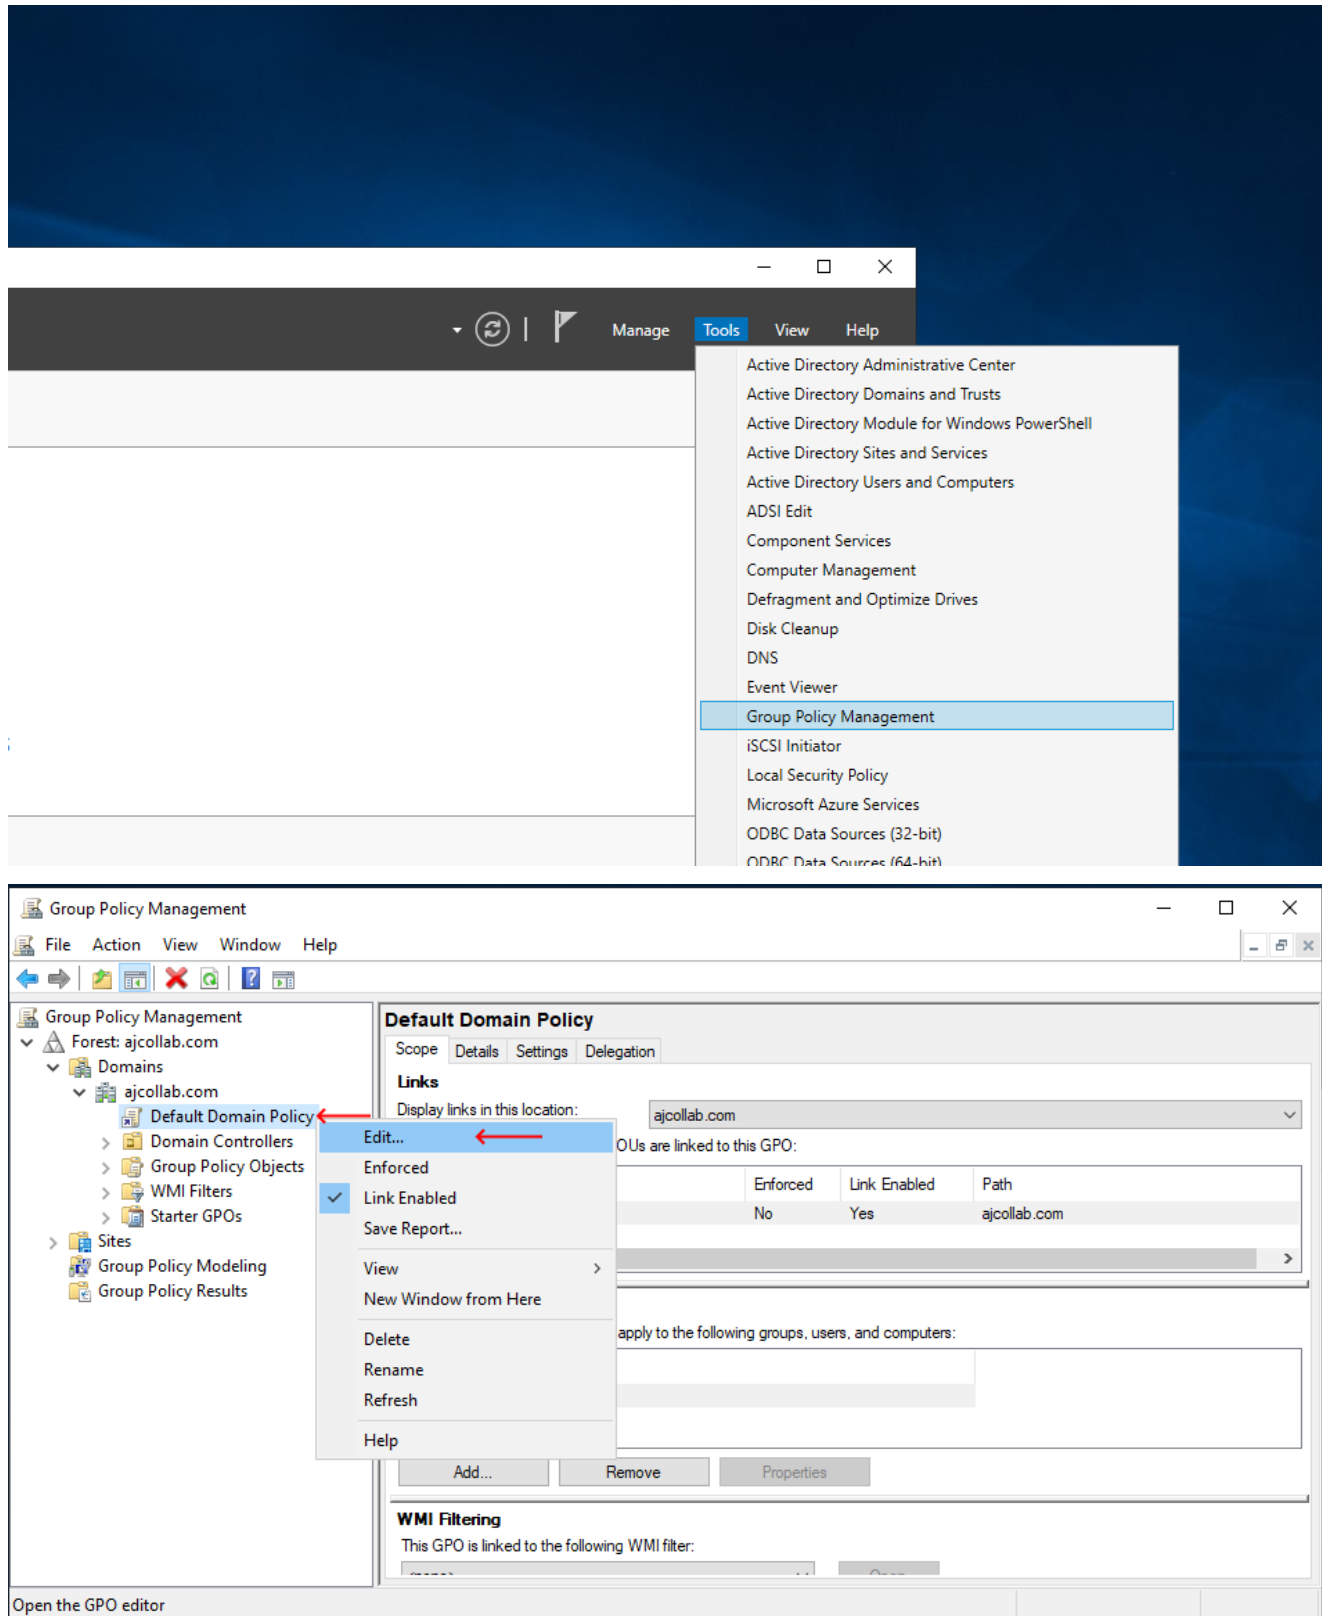 Manage Tools View Help
Active Directory Administrative Center
Active Directory Domains and Trusts
Active Directory Module for Windows PowerShell
Active Directory Sites and Services
Active Directory Users and Computers
ADSI Edit
Component Services
Computer Management
Defragment and Optimize Drives
Disk Cleanup
DNS
Event Viewer
Group Policy Management
iSCSI Initiator
Local Security Policy
Microsoft Azure Services
ODBC Data Sources (32-bit)
ODBC Data Sources (64-bit)
Group Policy Management
File Action View Window Help
Group Policy Management
Forest: ajcollab.com
Domains
ajcollab.com
Default Domain Policy
Domain Controllers
Group Policy Objects
WMI Filters
Starter GPOs
Sites
Group Policy Modeling
Group Policy Results
Default Domain Policy
Scope Details Settings Delegation
Links
Display links in this location: ajcollab.com
OUs are linked to this GPO:
Enforced Link Enabled Path
No Yes ajcollab.com
Edit...
Enforced
Link Enabled
Save Report...
View
New Window from Here
Delete
Rename
Refresh
Help
apply to the following groups, users, and computers:
Add... Remove Properties
WMI Filtering
This GPO is linked to the following WMI filter:
Open the GPO editor